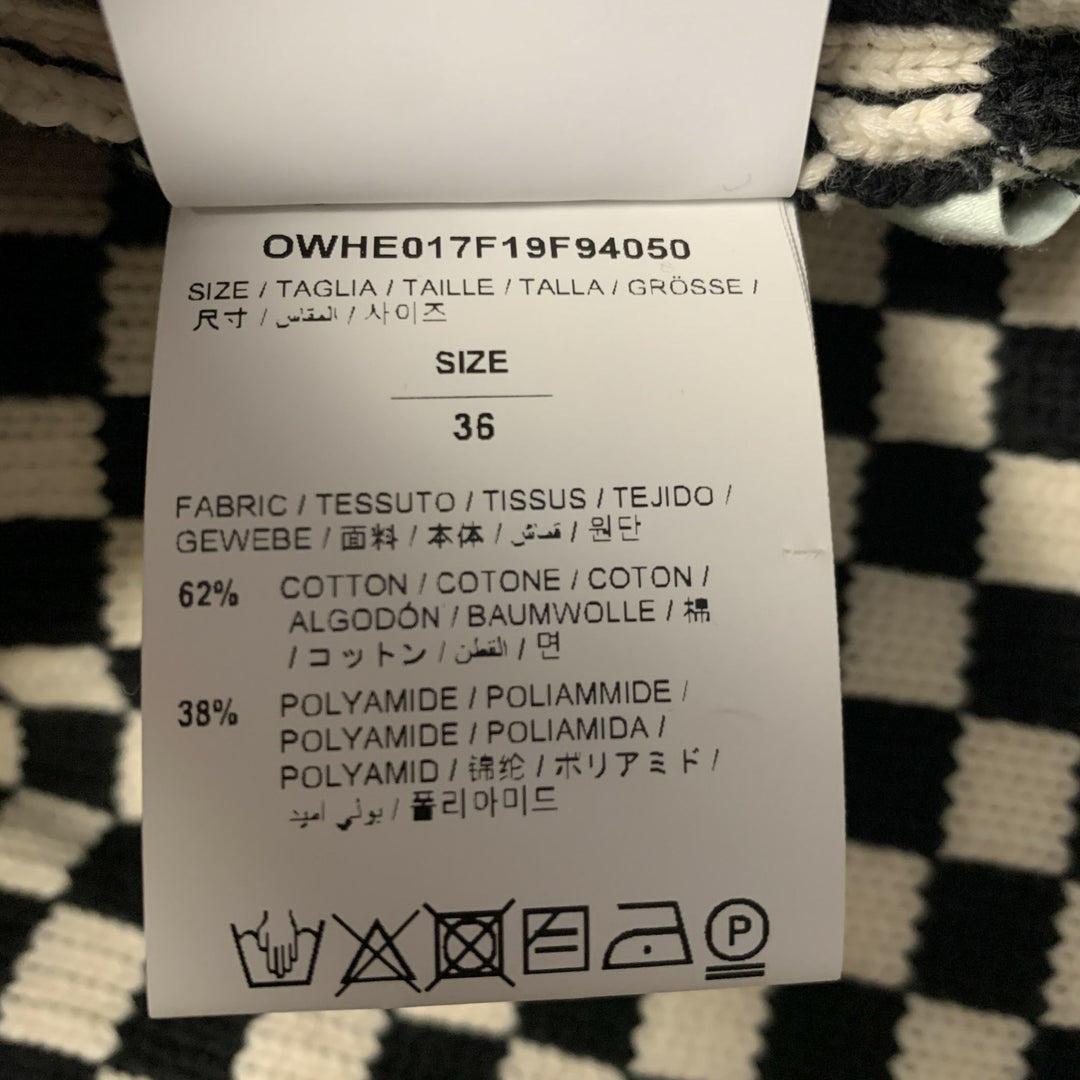 OWHE017F19F94050
SIZE / TAGLIA / TAILLE / TALLA / GRÖSSE /
尺寸 / المقاس / 사이즈
SIZE
36
FABRIC / TESSUTO / TISSUS / TEJIDO /
GEWEBE / 面料 / 本体 / قماش / 원단
62% COTTON / COTONE / COTON /
ALGODÓN / BAUMWOLLE / 棉
/ コットン / القطن / 면
38% POLYAMIDE / POLIAMMIDE /
POLYAMIDE / POLIAMIDA /
POLYAMID / 锦纶 / ポリアミド /
بولي اميد / 폴리아미드
P